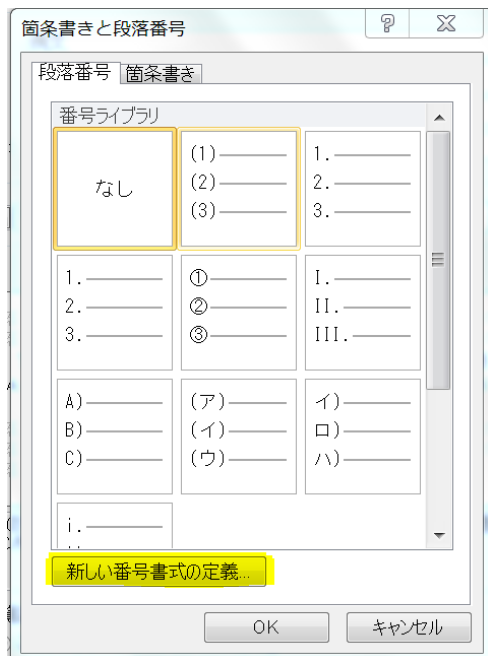 箇条書きと段落番号
段落番号 箇条書き
番号ライブラリ
なし
(1)
(2)
(3)
1.
2.
3.
1.
2.
3.
①
②
③
I.
II.
III.
A)
B)
C)
(ア)
(イ)
(ウ)
イ)
ロ)
ハ)
i.
新しい番号書式の定義...
OK キャンセル